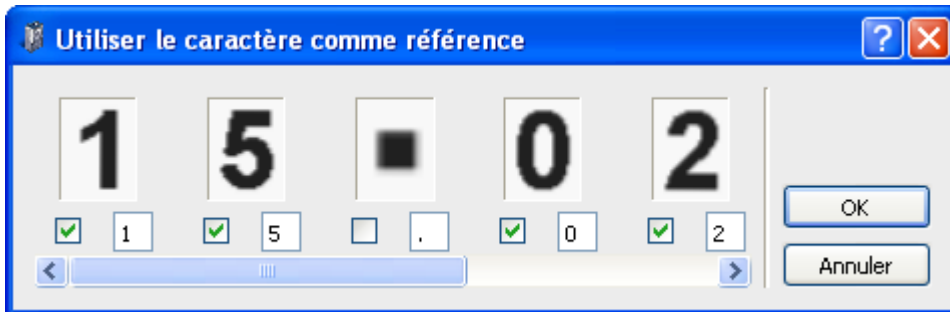 Utiliser le caractère comme référence
1 5 . 0 2
1 5 . 0 2
OK
Annuler